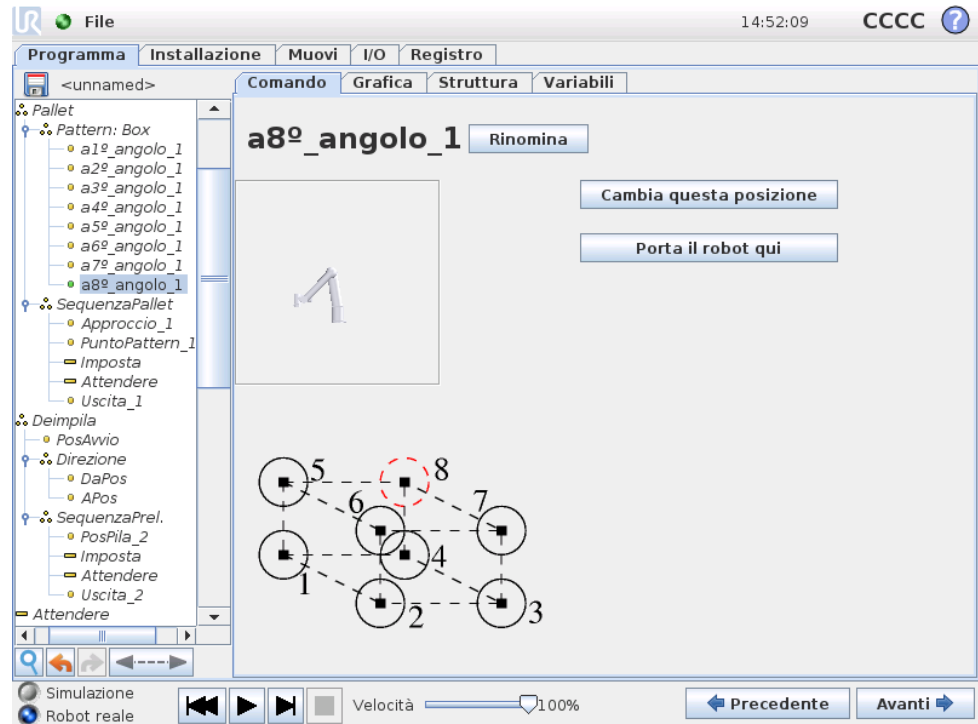 UR File 14:52:09 CCCC ?
Programma Installazione Muovi I/O Registro
<unnamed>
Comando Grafica Struttura Variabili
Pallet
Pattern: Box
a1º_angolo_1
a2º_angolo_1
a3º_angolo_1
a4º_angolo_1
a5º_angolo_1
a6º_angolo_1
a7º_angolo_1
a8º_angolo_1
SequenzaPallet
Approccio_1
PuntoPattern_1
Imposta
Attendere
Uscita_1
Deimpila
PosAvvio
Direzione
DaPos
APos
SequenzaPrel.
PosPila_2
Imposta
Attendere
Uscita_2
Attendere
a8º_angolo_1 Rinomina
Cambia questa posizione
Porta il robot qui
5 8
6 7
1 4
2 3
Simulazione
Robot reale
Velocità 100%
Precedente Avanti